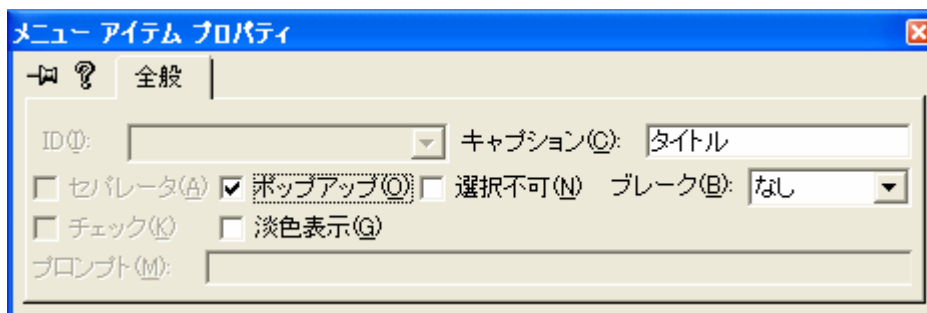 メニュー アイテム プロパティ
全般
ID(I): キャプション(C): タイトル
セパレータ(A) ポップアップ(O) 選択不可(N) ブレーク(B): なし
チェック(K) 淡色表示(G)
プロンプト(M):